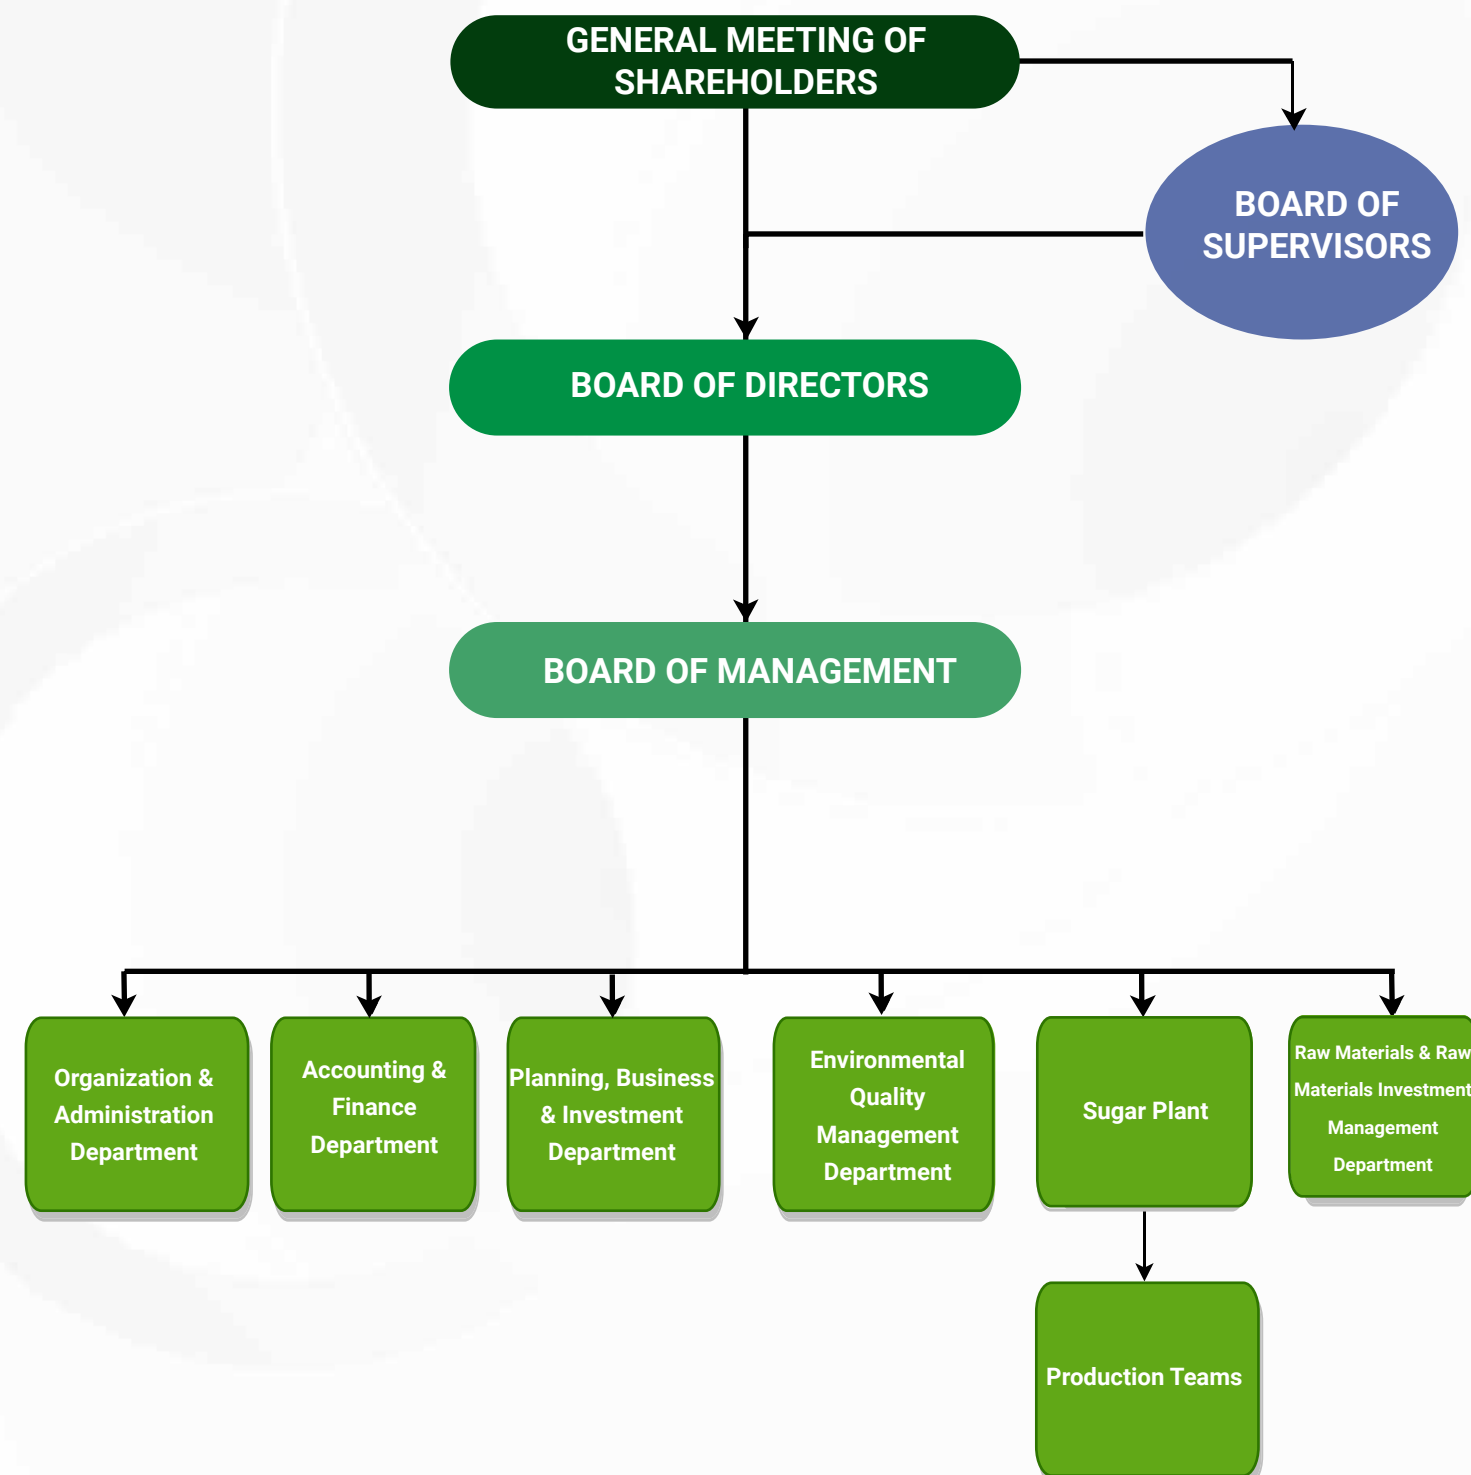 GENERAL MEETING OF
SHAREHOLDERS
BOARD OF
SUPERVISORS
BOARD OF DIRECTORS
BOARD OF MANAGEMENT
Organization &
Administration
Department
Accounting &
Finance
Department
Planning, Business
& Investment
Department
Environmental
Quality
Management
Department
Sugar Plant
Raw Materials & Raw
Materials Investment
Management
Department
Production Teams